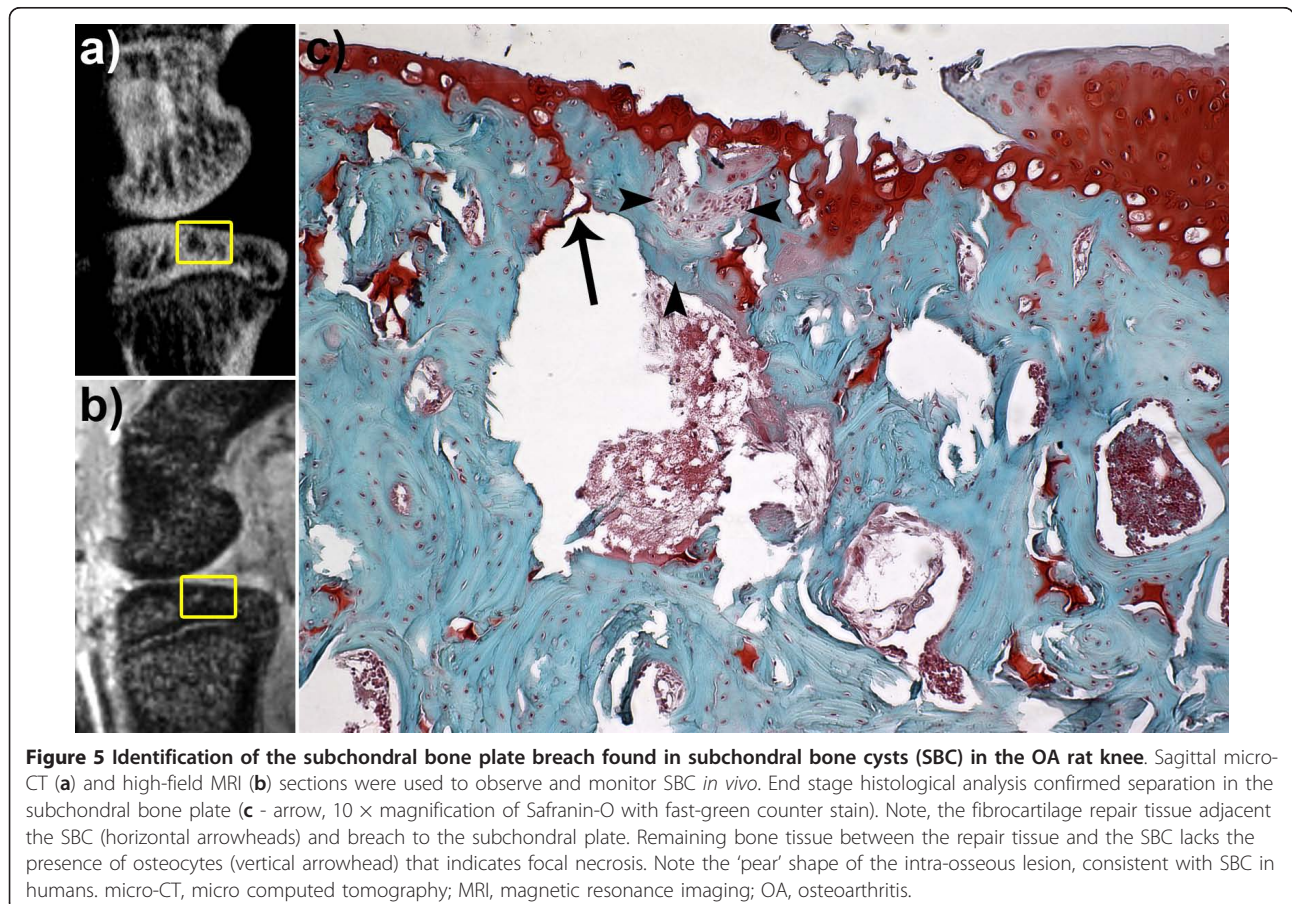 a)
b)
c)
Figure 5 Identification of the subchondral bone plate breach found in subchondral bone cysts (SBC) in the OA rat knee. Sagittal micro-
CT (a) and high-field MRI (b) sections were used to observe and monitor SBC in vivo. End stage histological analysis confirmed separation in the
subchondral bone plate (c - arrow, 10 × magnification of Safranin-O with fast-green counter stain). Note, the fibrocartilage repair tissue adjacent
the SBC (horizontal arrowheads) and breach to the subchondral plate. Remaining bone tissue between the repair tissue and the SBC lacks the
presence of osteocytes (vertical arrowhead) that indicates focal necrosis. Note the ‘pear’ shape of the intra-osseous lesion, consistent with SBC in
humans. micro-CT, micro computed tomography; MRI, magnetic resonance imaging; OA, osteoarthritis.